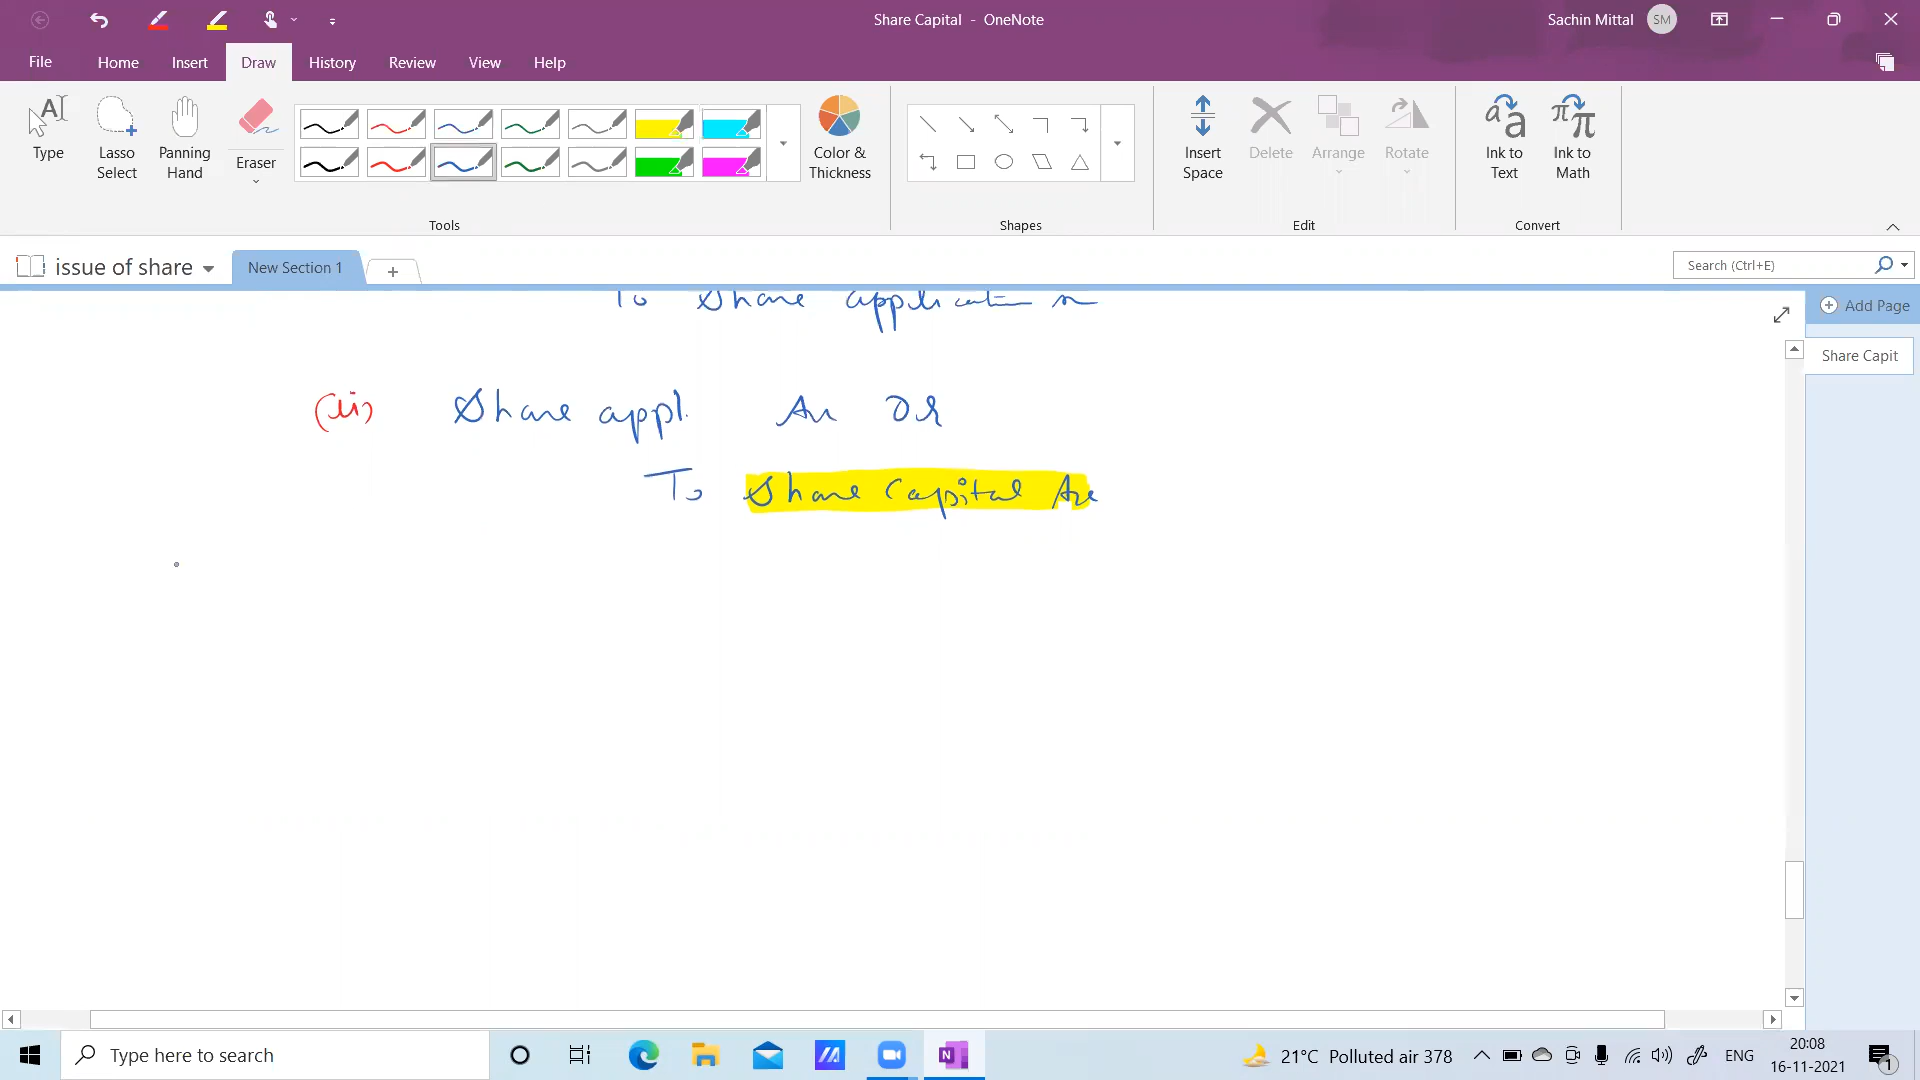 Share Capital - OneNote
Sachin Mittal SM
File Home Insert Draw History Review View Help
Type Lasso Select Panning Hand Eraser Color & Thickness Insert Space Delete Arrange Rotate Ink to Text Ink to Math
Tools Shapes Edit Convert
issue of share New Section 1 + Search (Ctrl+E)
Add Page
Share Capit
To Share application
(ii) Share appl. A/c Dr
To Share Capital A/c
Type here to search
21°C Polluted air 378 ENG 20:08
16-11-2021 1